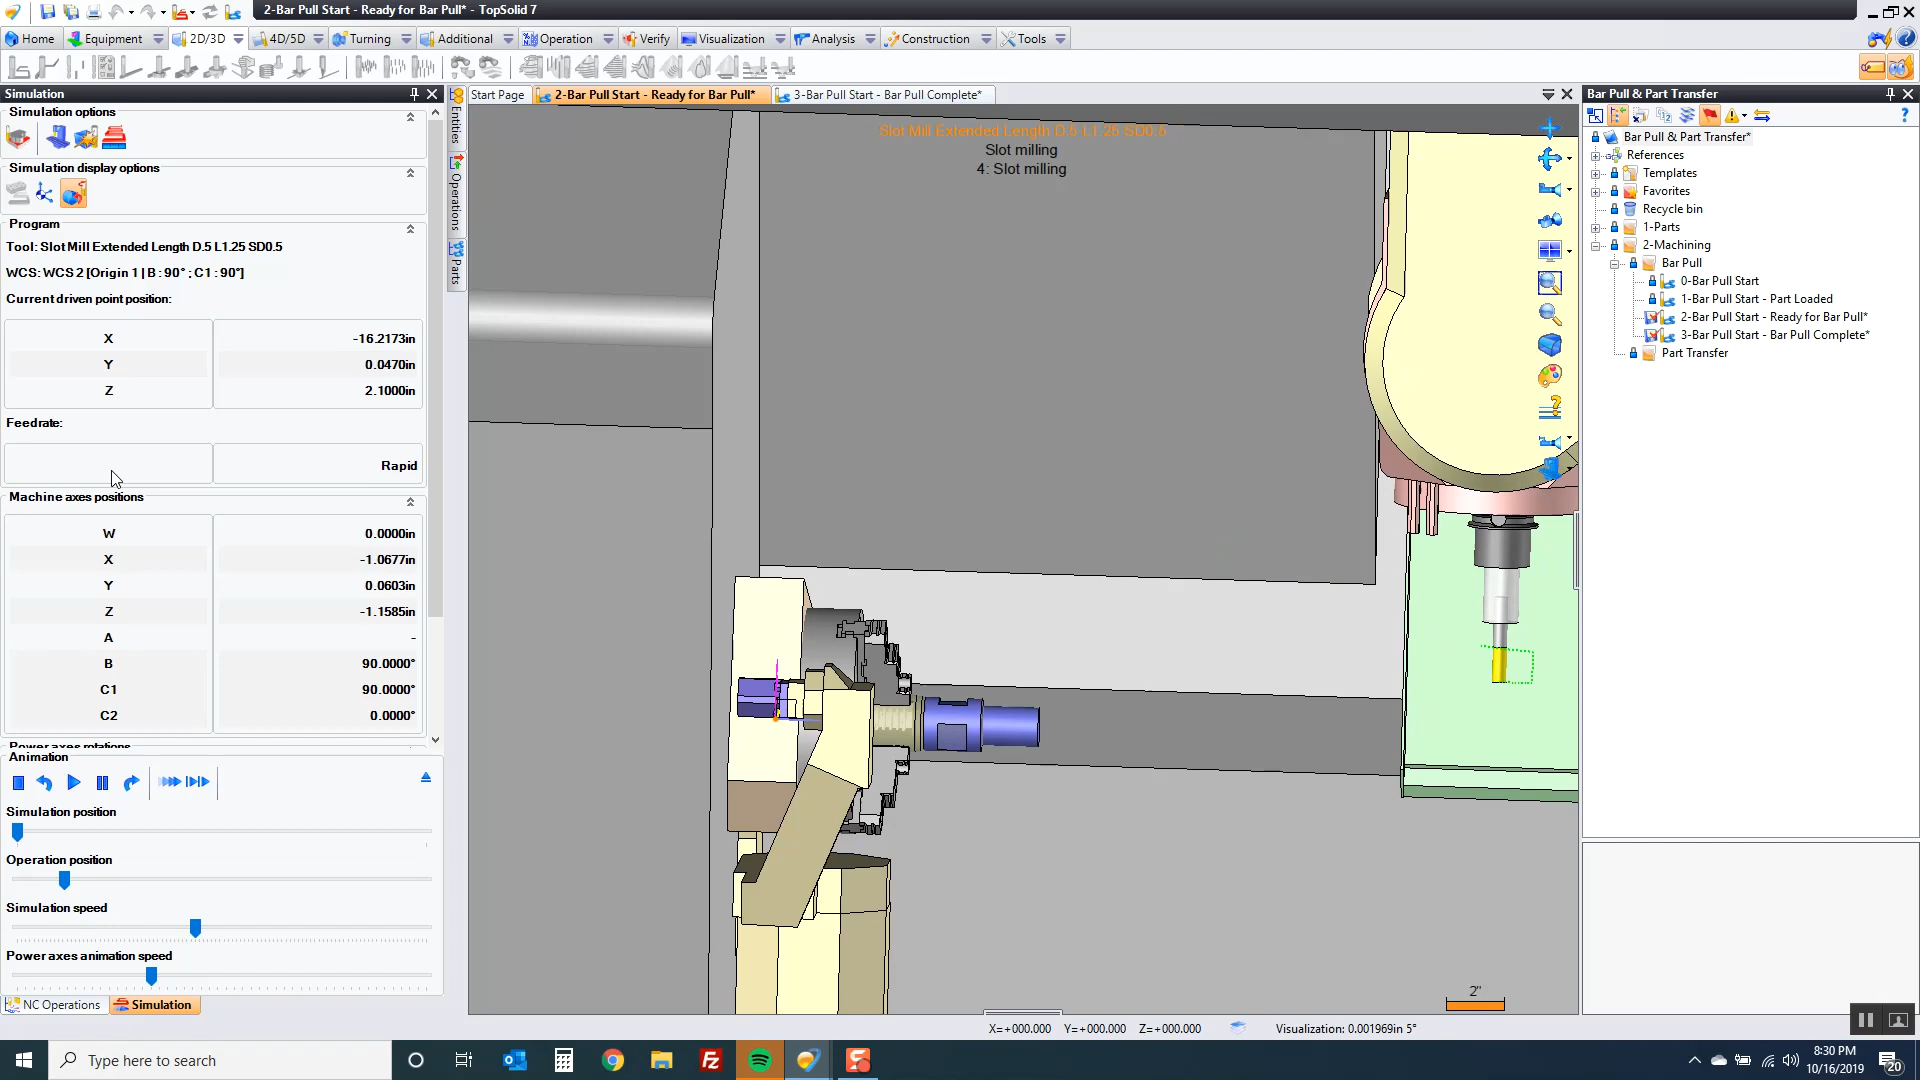 2-Bar Pull Start - Ready for Bar Pull* - TopSolid 7
Home Equipment 2D/3D 4D/5D Turning Additional Operation Verify Visualization Analysis Construction Tools
Simulation
Simulation options
Simulation display options
Program
Tool: Slot Mill Extended Length D.5 L1.25 SD0.5
WCS: WCS 2 [Origin 1 | B : 90° ; C1 : 90°]
Current driven point position:
X -16.2173in
Y 0.0470in
Z 2.1000in
Feedrate:
Rapid
Machine axes positions
W 0.0000in
X -1.0677in
Y 0.0603in
Z -1.1585in
A -
B 90.0000°
C1 90.0000°
C2 0.0000°
Power axes rotations
Animation
Simulation position
Operation position
Simulation speed
Power axes animation speed
NC Operations Simulation
Entities
Operations
Parts
Start Page 2-Bar Pull Start - Ready for Bar Pull* 3-Bar Pull Start - Bar Pull Complete*
Slot Mill Extended Length D.5 L1.25 SD0.5
Slot milling
4: Slot milling
2"
X=+000.000 Y=+000.000 Z=+000.000 Visualization: 0.001969in 5°
Bar Pull & Part Transfer
Bar Pull & Part Transfer*
References
Templates
Favorites
Recycle bin
1-Parts
2-Machining
Bar Pull
0-Bar Pull Start
1-Bar Pull Start - Part Loaded
2-Bar Pull Start - Ready for Bar Pull*
3-Bar Pull Start - Bar Pull Complete*
Part Transfer
Type here to search
8:30 PM
10/16/2019
20